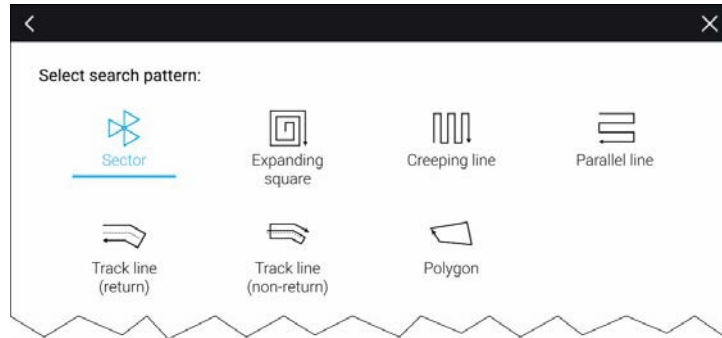 Select search pattern:
Sector
Expanding
square
Creeping line
Parallel line
Track line
(return)
Track line
(non-return)
Polygon